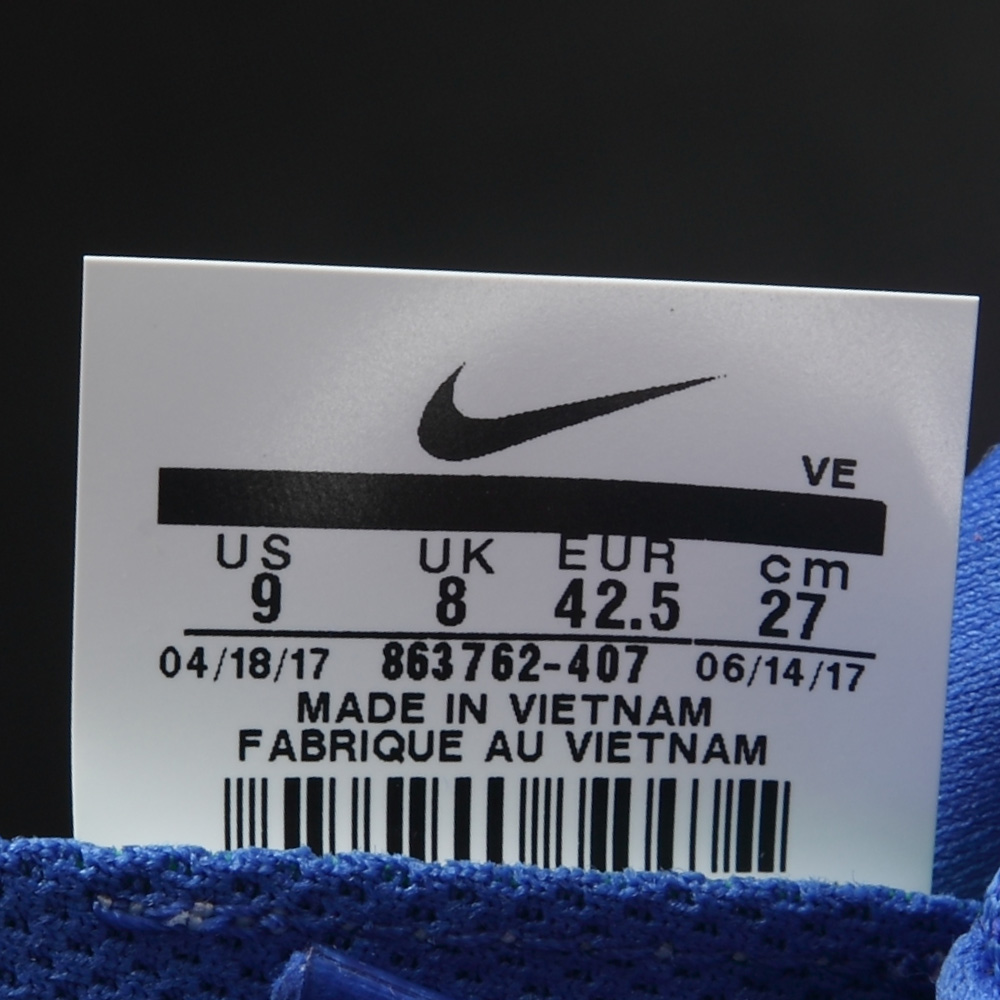 VE
US UK EUR cm
9 8 42.5 27
04/18/17 863762-407 06/14/17
MADE IN VIETNAM
FABRIQUE AU VIETNAM